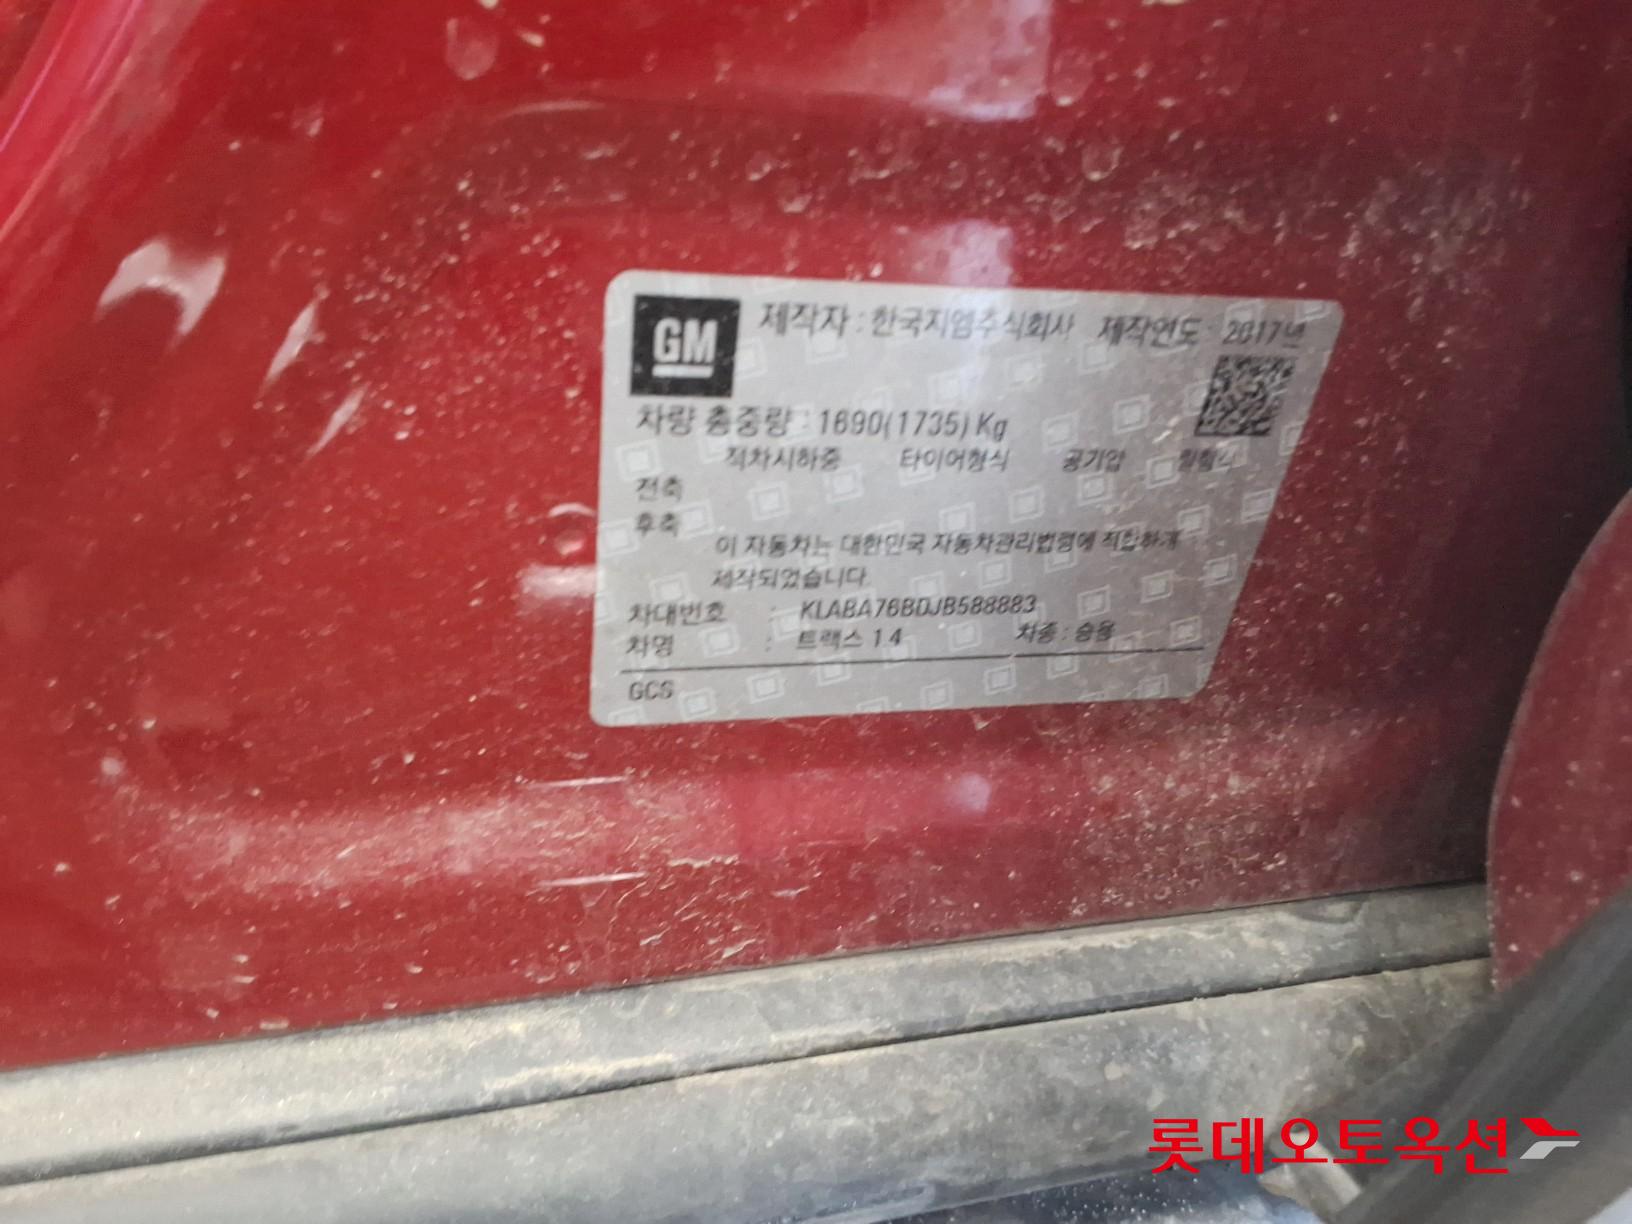 GM
제작자 : 한국지엠주식회사 제작연도 : 2017년
차량 총중량 : 1690(1735) Kg
적차시하중 타이어형식 공기압 휠형식
전축
후축
이 자동차는 대한민국 자동차관리법령에 적합하게
제작되었습니다.
차대번호 : KLABA76BDJB588883
차명 : 트랙스 1.4 차종 : 승용
GCS
롯데오토옥션